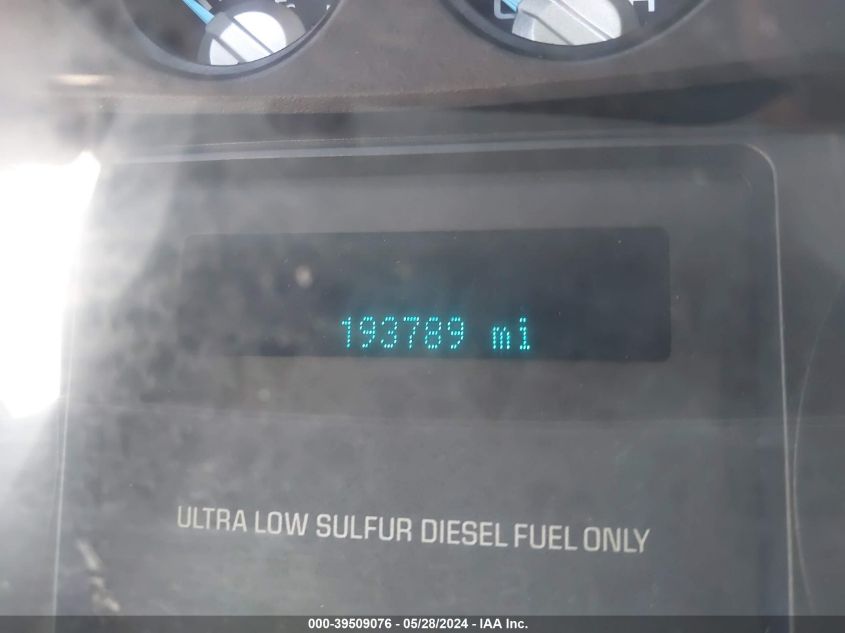 193789 mi
ULTRA LOW SULFUR DIESEL FUEL ONLY
000-39509076 - 05/28/2024 - IAA Inc.